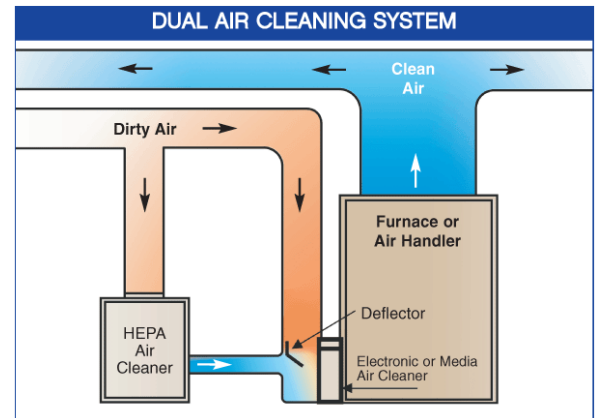 DUAL AIR CLEANING SYSTEM
Clean
Air
Dirty Air
Furnace or
Air Handler
Deflector
HEPA
Air
Cleaner
Electronic or Media
Air Cleaner